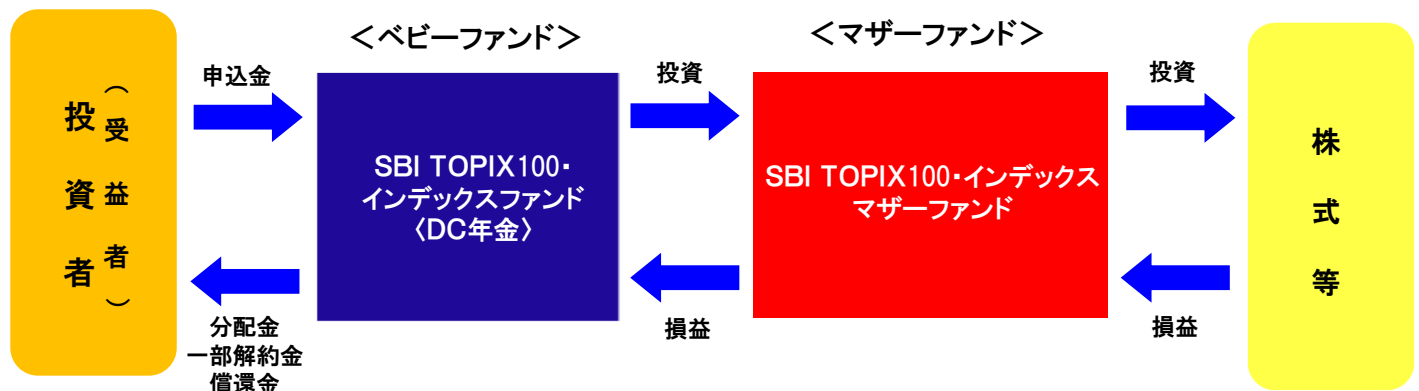 投資者
（受益者）
申込金
分配金
一部解約金
償還金
＜ベビーファンド＞
SBI TOPIX100・
インデックスファンド
〈DC年金〉
投資
損益
＜マザーファンド＞
SBI TOPIX100・インデックス
マザーファンド
投資
損益
株式等